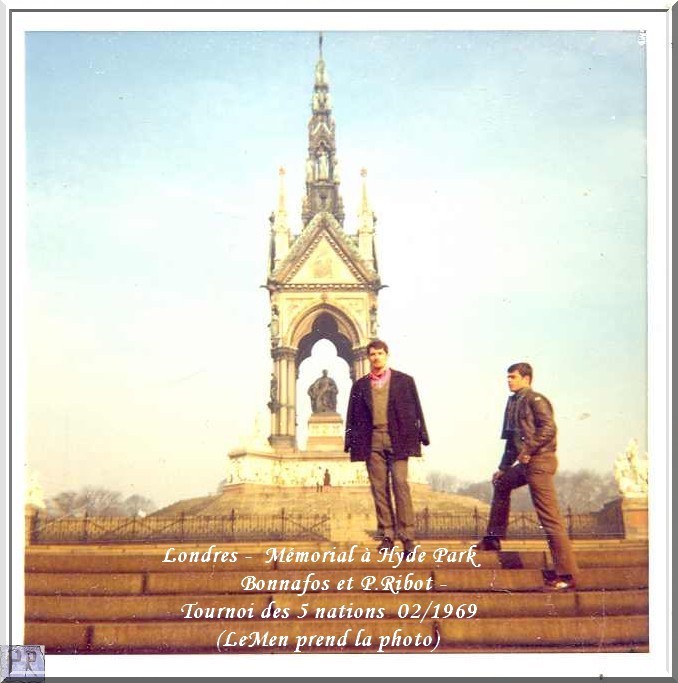 Londres - Mémorial à Hyde Park
Bonnafos et P.Ribot -
Tournoi des 5 nations 02/1969
(LeMen prend la photo)
PR